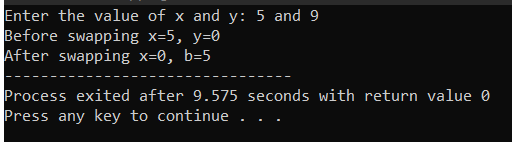 Enter the value of x and y: 5 and 9
Before swapping x=5, y=0
After swapping x=0, b=5
--------------------------------
Process exited after 9.575 seconds with return value 0
Press any key to continue . . .